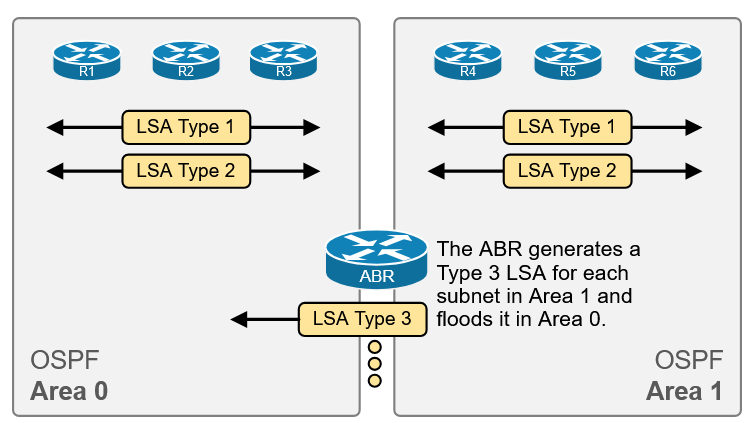 R1
R2
R3
R4
R5
R6
LSA Type 1
LSA Type 1
LSA Type 2
LSA Type 2
ABR
The ABR generates a
Type 3 LSA for each
subnet in Area 1 and
floods it in Area 0.
LSA Type 3
OSPF
Area 0
OSPF
Area 1